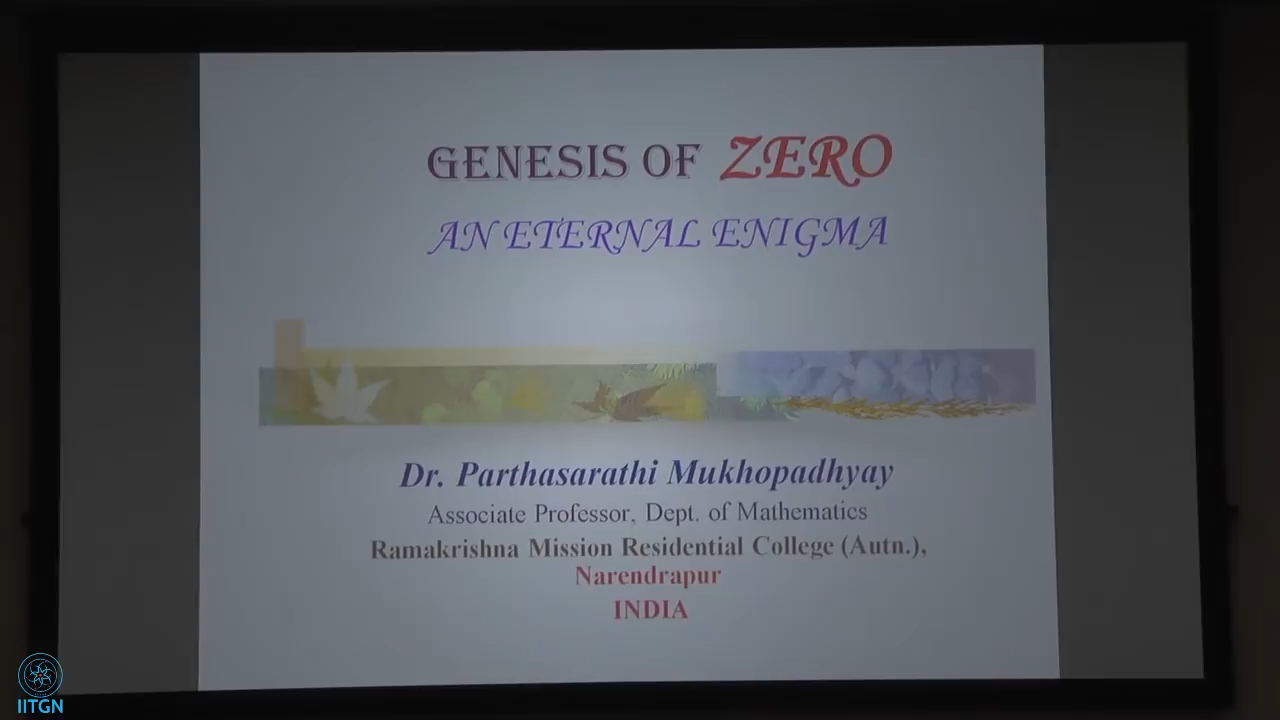 GENESIS OF ZERO
AN ETERNAL ENIGMA
Dr. Parthasarathi Mukhopadhyay
Associate Professor, Dept. of Mathematics
Ramakrishna Mission Residential College (Autn.),
Narendrapur
INDIA
IITGN